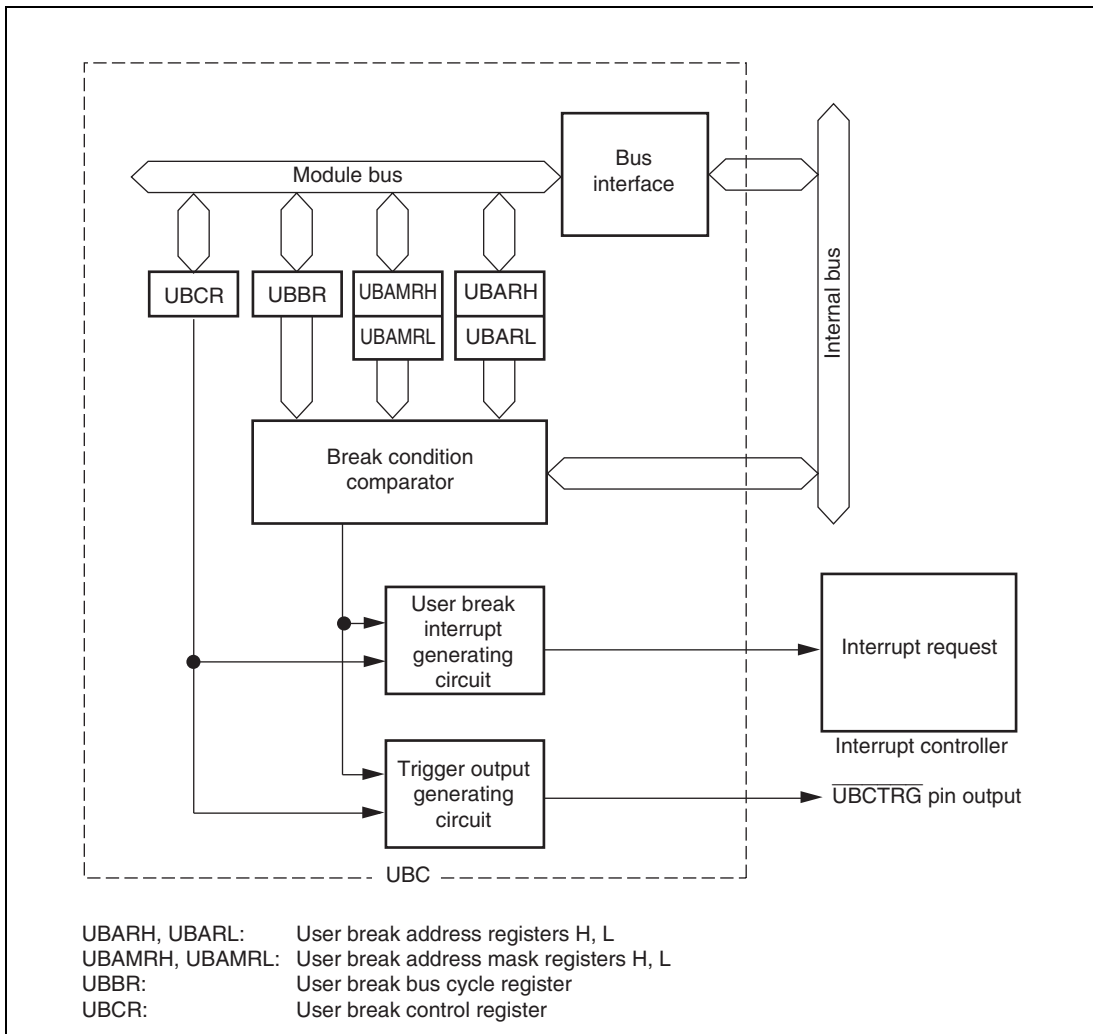 Bus
interface
Module bus
Internal bus
UBCR
UBBR
UBAMRH
UBARH
UBAMRL
UBARL
Break condition
comparator
User break
interrupt
generating
circuit
Interrupt request
Interrupt controller
Trigger output
generating
circuit
UBCTRG pin output
UBC
UBARH, UBARL: User break address registers H, L
UBAMRH, UBAMRL: User break address mask registers H, L
UBBR: User break bus cycle register
UBCR: User break control register